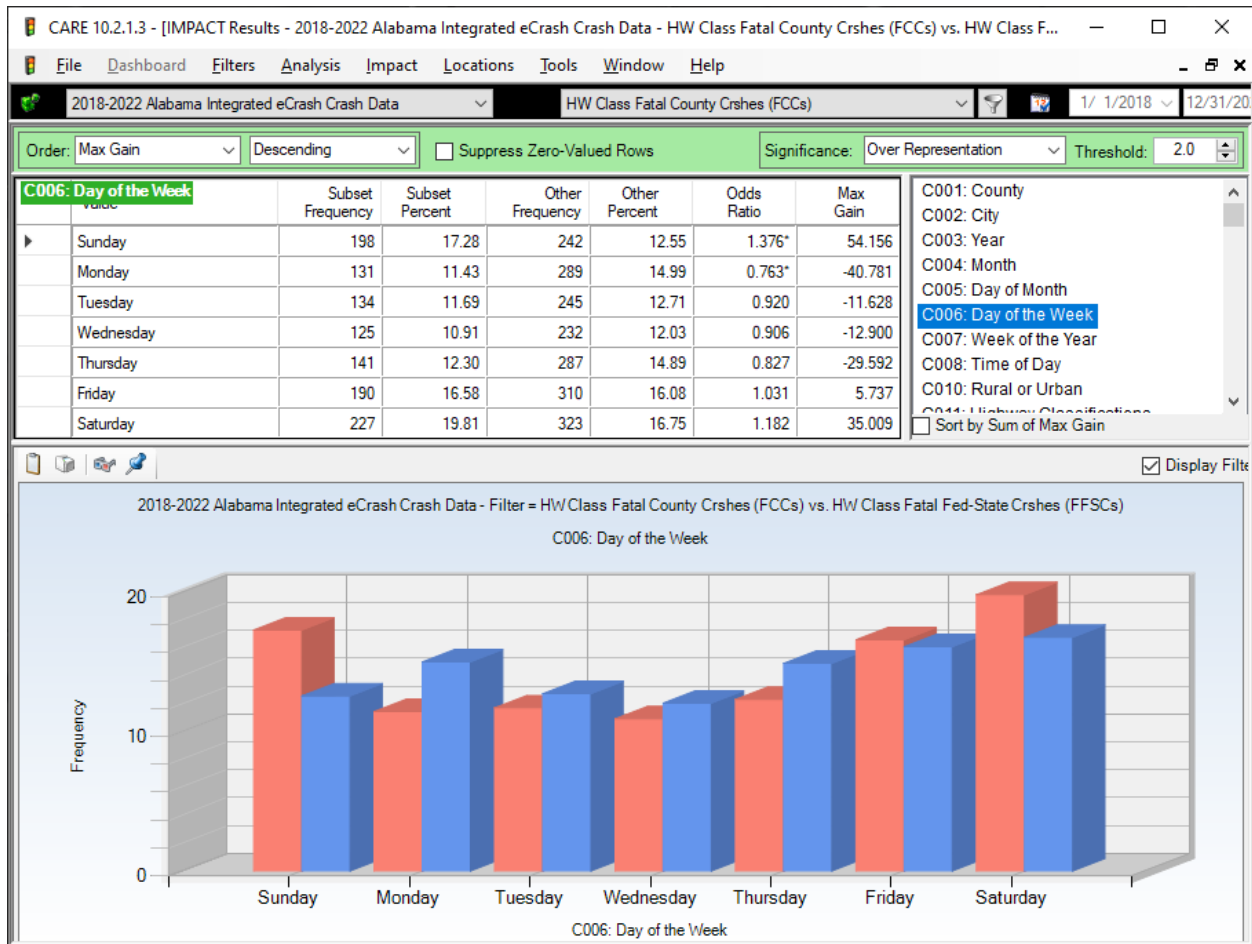 CARE 10.2.1.3 - [IMPACT Results - 2018-2022 Alabama Integrated eCrash Crash Data - HW Class Fatal County Crshes (FCCs) vs. HW Class F...
File Dashboard Filters Analysis Impact Locations Tools Window Help
2018-2022 Alabama Integrated eCrash Crash Data HW Class Fatal County Crshes (FCCs) 1/ 1/2018 12/31/20
Order: Max Gain Descending Suppress Zero-Valued Rows Significance: Over Representation Threshold: 2.0
C006: Day of the Week Subset Frequency Subset Percent Other Frequency Other Percent Odds Ratio Max Gain
Sunday 198 17.28 242 12.55 1.376* 54.156
Monday 131 11.43 289 14.99 0.763* -40.781
Tuesday 134 11.69 245 12.71 0.920 -11.628
Wednesday 125 10.91 232 12.03 0.906 -12.900
Thursday 141 12.30 287 14.89 0.827 -29.592
Friday 190 16.58 310 16.08 1.031 5.737
Saturday 227 19.81 323 16.75 1.182 35.009
C001: County
C002: City
C003: Year
C004: Month
C005: Day of Month
C006: Day of the Week
C007: Week of the Year
C008: Time of Day
C010: Rural or Urban
C011: Highway Classifications
Sort by Sum of Max Gain
Display Filte
2018-2022 Alabama Integrated eCrash Crash Data - Filter = HW Class Fatal County Crshes (FCCs) vs. HW Class Fatal Fed-State Crshes (FFSCs)
C006: Day of the Week
20
10
0
Frequency
Sunday Monday Tuesday Wednesday Thursday Friday Saturday
C006: Day of the Week